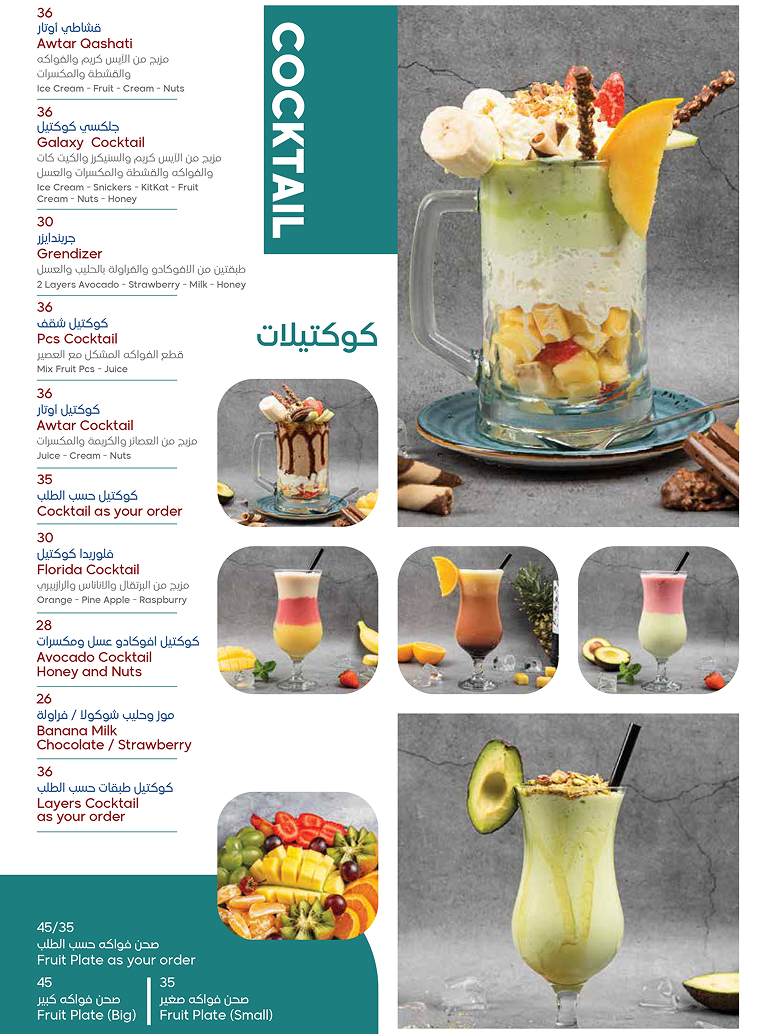 36
قشاطي أوتار
Awtar Qashati
مزيج من الآيس كريم والفواكه
والقشطة والمكسرات
Ice Cream - Fruit - Cream - Nuts
36
جلكسي كوكتيل
Galaxy Cocktail
مزيج من الآيس كريم والسنيكرز والكيت كات
والفواكه والقشطة والمكسرات والعسل
Ice Cream - Snickers - KitKat - Fruit
Cream - Nuts - Honey
30
جريندايزر
Grendizer
طبقتين من الافوكادو والفراولة بالحليب والعسل
2 Layers Avocado - Strawberry - Milk - Honey
36
كوكتيل شقف
Pcs Cocktail
قطع الفواكه المشكل مع العصير
Mix Fruit Pcs - Juice
36
كوكتيل أوتار
Awtar Cocktail
مزيج من العصائر والكريمة والمكسرات
Juice - Cream - Nuts
35
كوكتيل حسب الطلب
Cocktail as your order
30
فلوريدا كوكتيل
Florida Cocktail
مزيج من البرتقال والاناناس والرازبيري
Orange - Pine Apple - Raspburry
28
كوكتيل افوكادو عسل ومكسرات
Avocado Cocktail
Honey and Nuts
26
موز وحليب شوكولا / فراولة
Banana Milk
Chocolate / Strawberry
36
كوكتيل طبقات حسب الطلب
Layers Cocktail
as your order
COCKTAIL
كوكتيلات
45/35
صحن فواكه حسب الطلب
Fruit Plate as your order
45
صحن فواكه كبير
Fruit Plate (Big)
35
صحن فواكه صغير
Fruit Plate (Small)